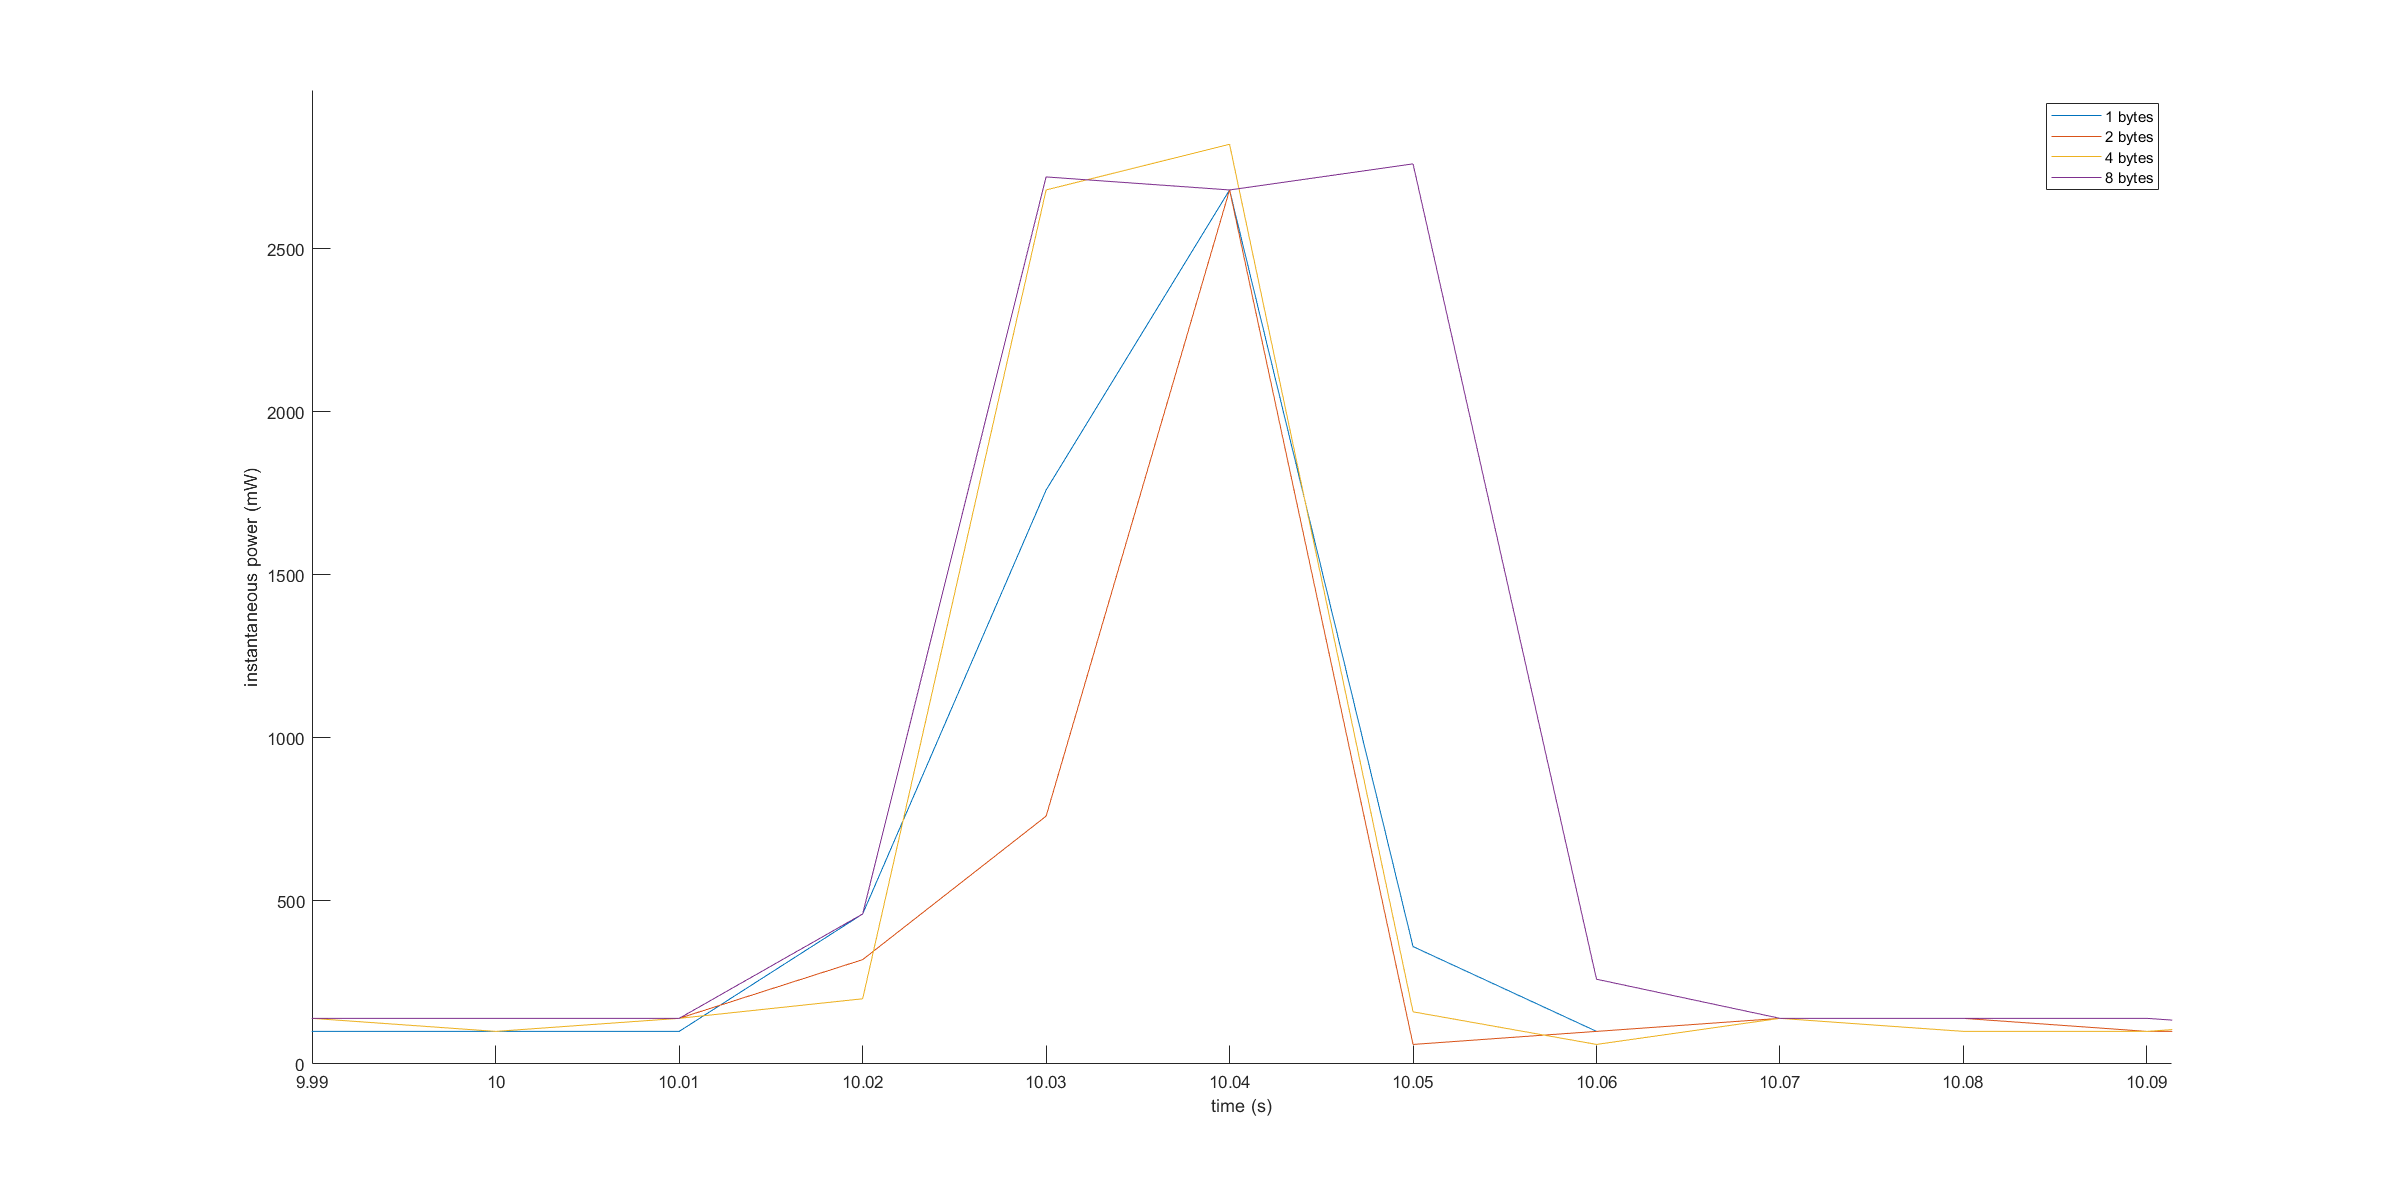 1 bytes
2 bytes
4 bytes
8 bytes
2500
2000
1500
1000
500
0
instantaneous power (mW)
9.99 10 10.01 10.02 10.03 10.04 10.05 10.06 10.07 10.08 10.09
time (s)